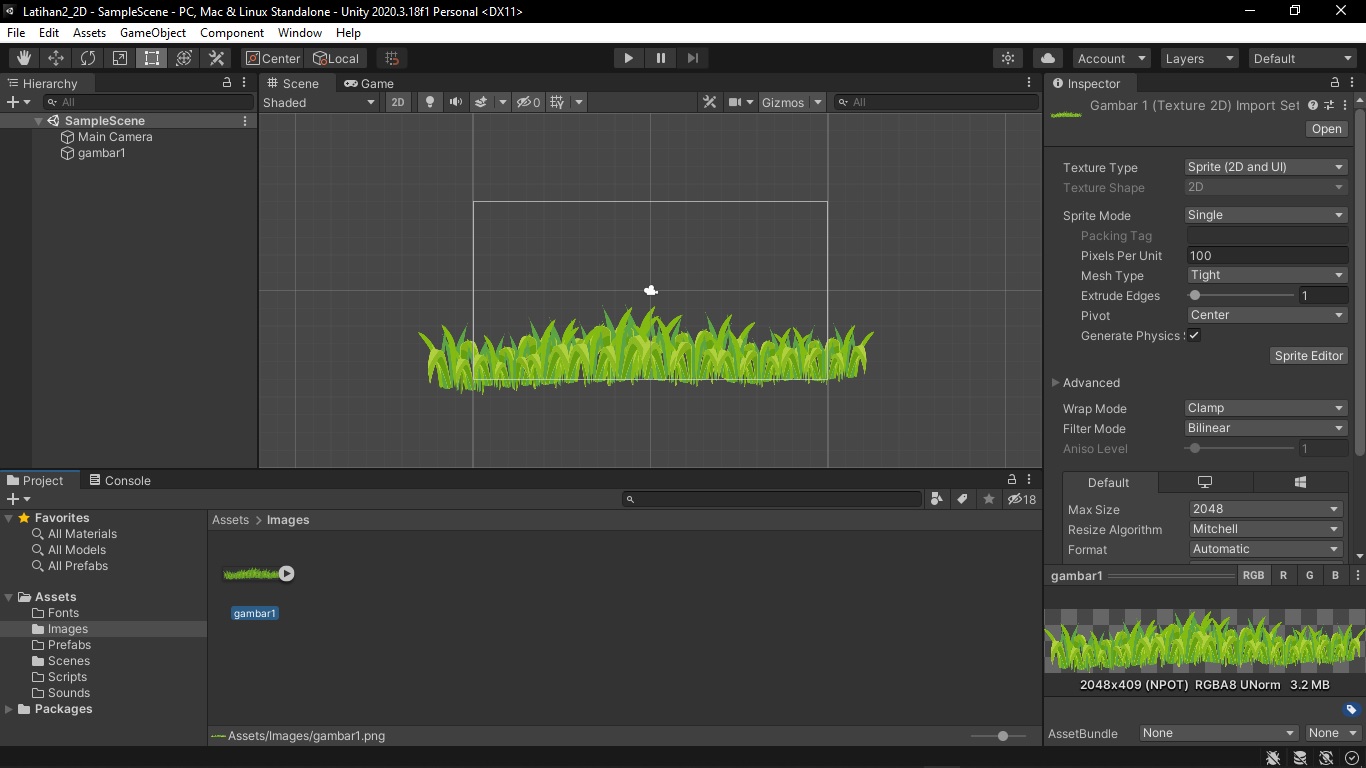 Latihan2_2D - SampleScene - PC, Mac & Linux Standalone - Unity 2020.3.18f1 Personal <DX11>
File Edit Assets GameObject Component Window Help
Center Local Account Layers Default
Hierarchy
All
SampleScene
Main Camera
gambar1
Scene Game
Shaded 2D 0 Gizmos All
Inspector
Gambar 1 (Texture 2D) Import Set
Open
Texture Type Sprite (2D and UI)
Texture Shape 2D
Sprite Mode Single
Packing Tag
Pixels Per Unit 100
Mesh Type Tight
Extrude Edges 1
Pivot Center
Generate Physics
Sprite Editor
Advanced
Wrap Mode Clamp
Filter Mode Bilinear
Aniso Level 1
Default
Max Size 2048
Resize Algorithm Mitchell
Format Automatic
gambar1 RGB R G B
2048x409 (NPOT) RGBA8 UNorm 3.2 MB
AssetBundle None None
Project Console
18
Favorites
All Materials
All Models
All Prefabs
Assets
Fonts
Images
Prefabs
Scenes
Scripts
Sounds
Packages
Assets > Images
gambar1
Assets/Images/gambar1.png